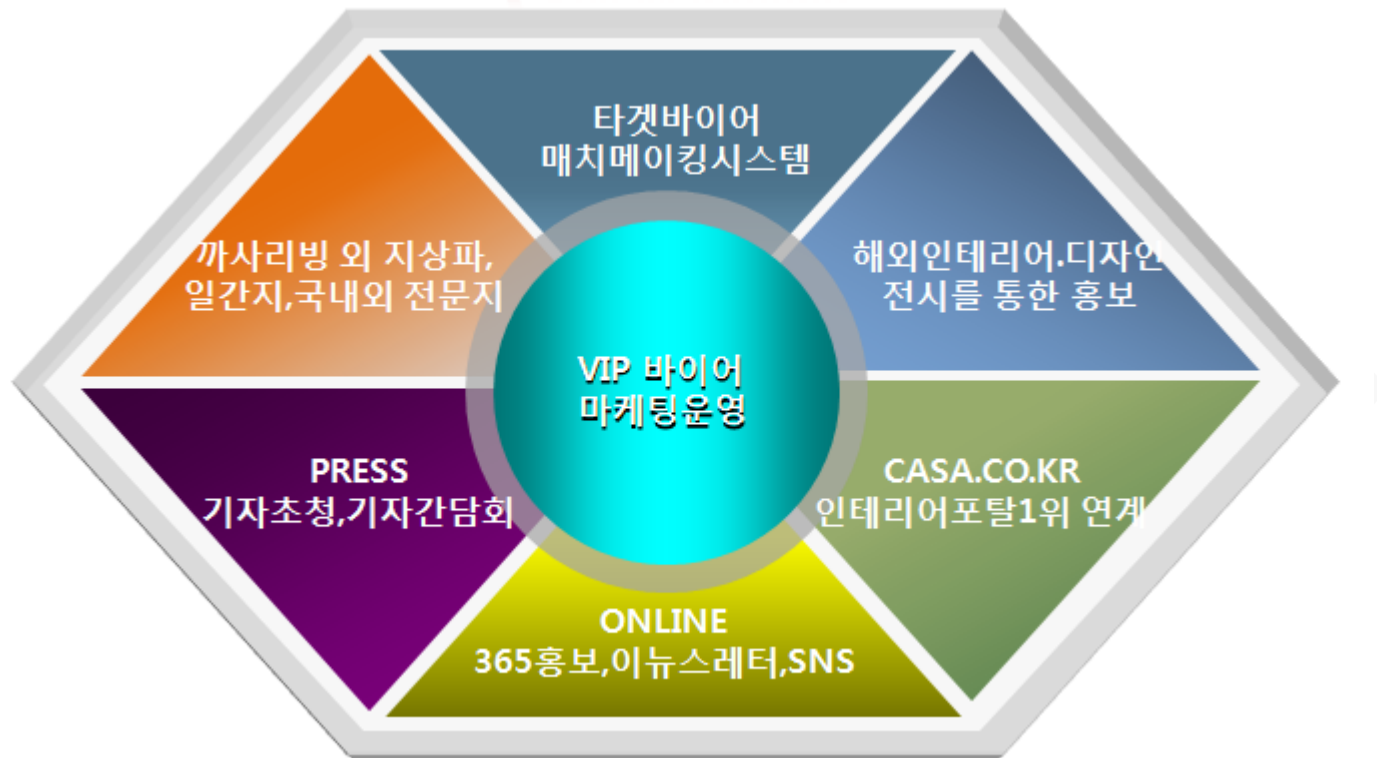 타겟바이어
매치메이킹시스템
까사리빙 외 지상파,
일간지,국내외 전문지
해외인테리어.디자인
전시를 통한 홍보
VIP 바이어
마케팅운영
PRESS
기자초청,기자간담회
CASA.CO.KR
인테리어포탈1위 연계
ONLINE
365홍보,이뉴스레터,SNS